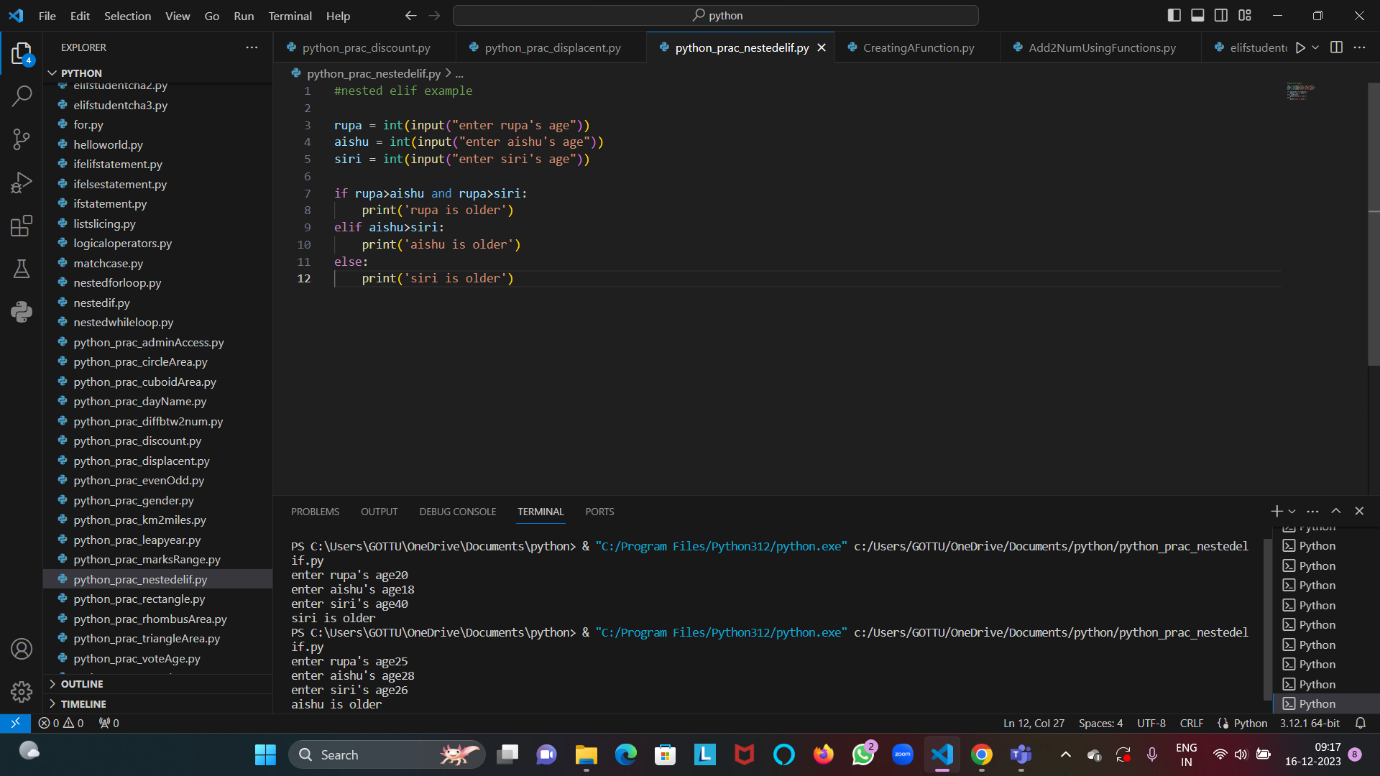 File Edit Selection View Go Run Terminal Help
python
EXPLORER
python_prac_discount.py
python_prac_displacent.py
python_prac_nestedelif.py
CreatingAFunction.py
Add2NumUsingFunctions.py
elifstudent
4
PYTHON
elifstudentcha2.py
elifstudentcha3.py
for.py
helloworld.py
ifelifstatement.py
ifelsestatement.py
ifstatement.py
listslicing.py
logicaloperators.py
matchcase.py
nestedforloop.py
nestedif.py
nestedwhileloop.py
python_prac_adminAccess.py
python_prac_circleArea.py
python_prac_cuboidArea.py
python_prac_dayName.py
python_prac_diffbtw2num.py
python_prac_discount.py
python_prac_displacent.py
python_prac_evenOdd.py
python_prac_gender.py
python_prac_km2miles.py
python_prac_leapyear.py
python_prac_marksRange.py
python_prac_nestedelif.py
python_prac_rectangle.py
python_prac_rhombusArea.py
python_prac_triangleArea.py
python_prac_voteAge.py
OUTLINE
TIMELINE
python_prac_nestedelif.py > ...
1 #nested elif example
2
3 rupa = int(input("enter rupa's age"))
4 aishu = int(input("enter aishu's age"))
5 siri = int(input("enter siri's age"))
6
7 if rupa>aishu and rupa>siri:
8 print('rupa is older')
9 elif aishu>siri:
10 print('aishu is older')
11 else:
12 print('siri is older')
PROBLEMS OUTPUT DEBUG CONSOLE TERMINAL PORTS
PS C:\Users\GOTTU\OneDrive\Documents\python> & "C:/Program Files/Python312/python.exe" c:/Users/GOTTU/OneDrive/Documents/python/python_prac_nestedel
if.py
enter rupa's age20
enter aishu's age18
enter siri's age40
siri is older
PS C:\Users\GOTTU\OneDrive\Documents\python> & "C:/Program Files/Python312/python.exe" c:/Users/GOTTU/OneDrive/Documents/python/python_prac_nestedel
if.py
enter rupa's age25
enter aishu's age28
enter siri's age26
aishu is older
Python
Python
Python
Python
Python
Python
Python
Python
Python
Python
0 0 0
Ln 12, Col 27 Spaces: 4 UTF-8 CRLF Python 3.12.1 64-bit
Search
L
2
zoom
ENG
IN
09:17
16-12-2023
8